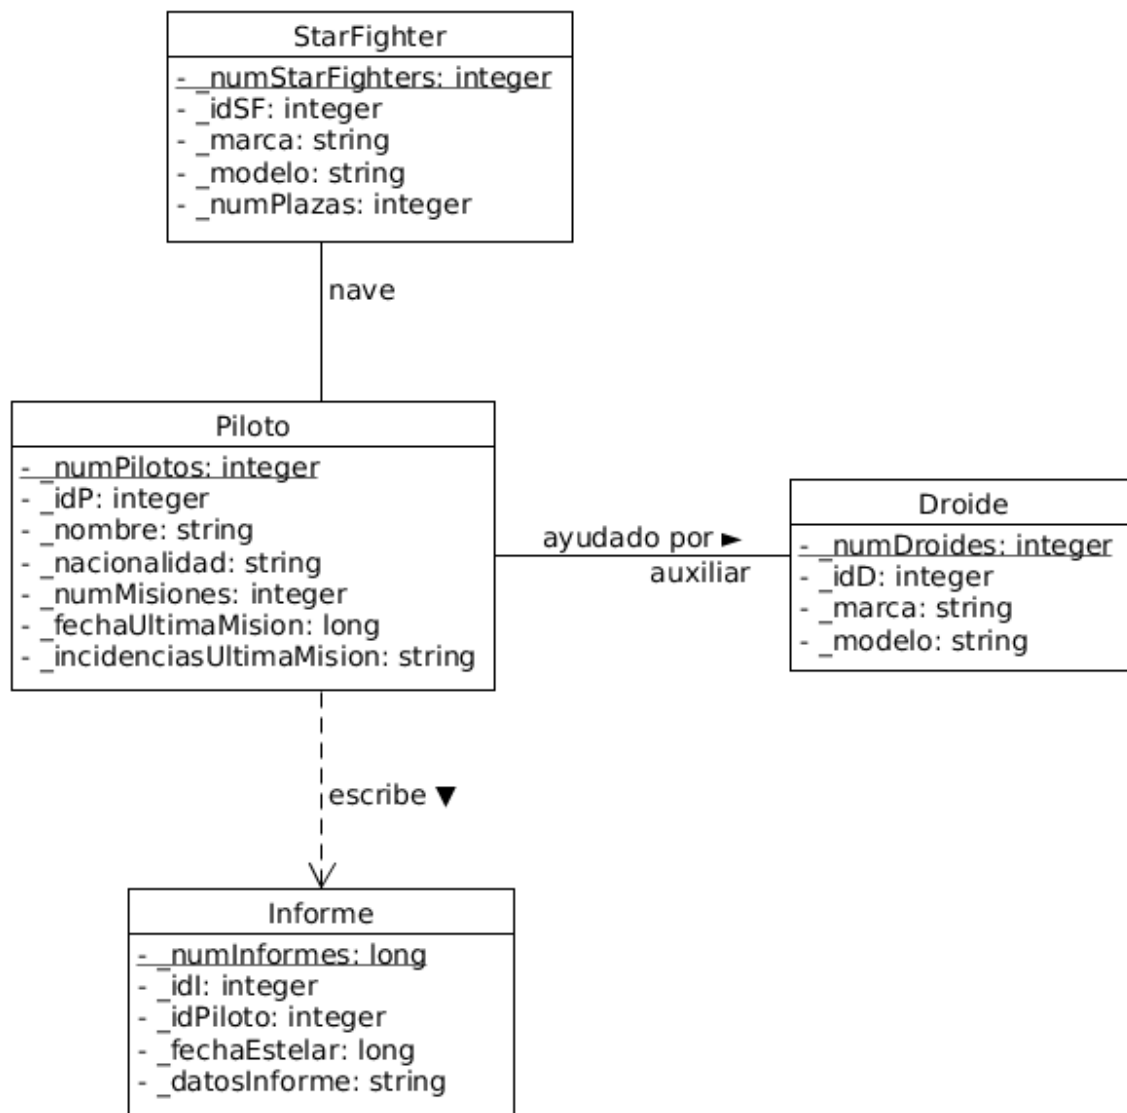 StarFighter
- _numStarFighters: integer
- _idSF: integer
- _marca: string
- _modelo: string
- _numPlazas: integer
nave
Piloto
- _numPilotos: integer
- _idP: integer
- _nombre: string
- _nacionalidad: string
- _numMisiones: integer
- _fechaUltimaMision: long
- _incidenciasUltimaMision: string
ayudado por ►
auxiliar
Droide
- _numDroides: integer
- _idD: integer
- _marca: string
- _modelo: string
escribe ▼
Informe
- _numInformes: long
- _idI: integer
- _idPiloto: integer
- _fechaEstelar: long
- _datosInforme: string